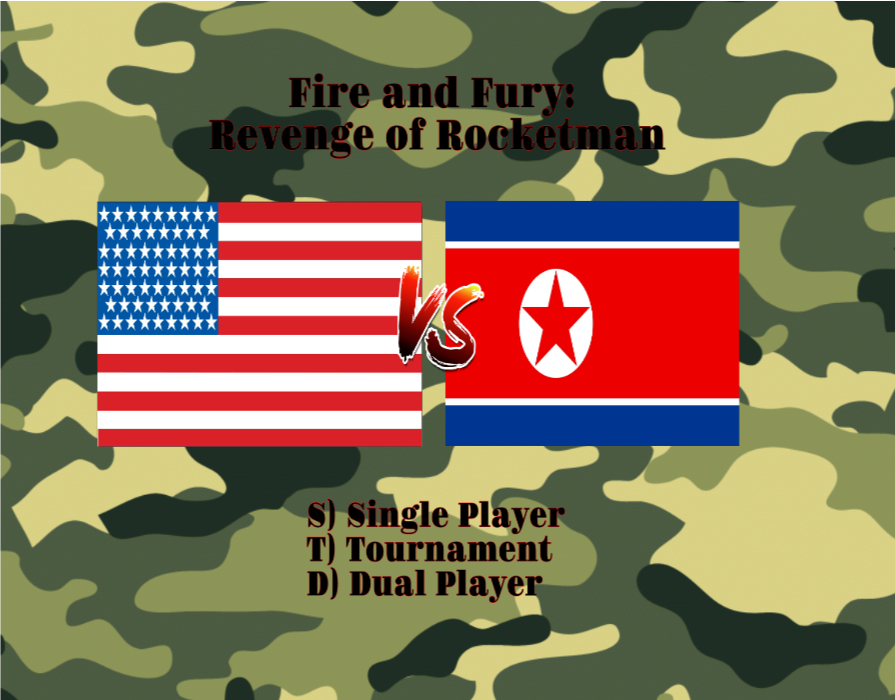 Fire and Fury:
Revenge of Rocketman
VS
S) Single Player
T) Tournament
D) Dual Player